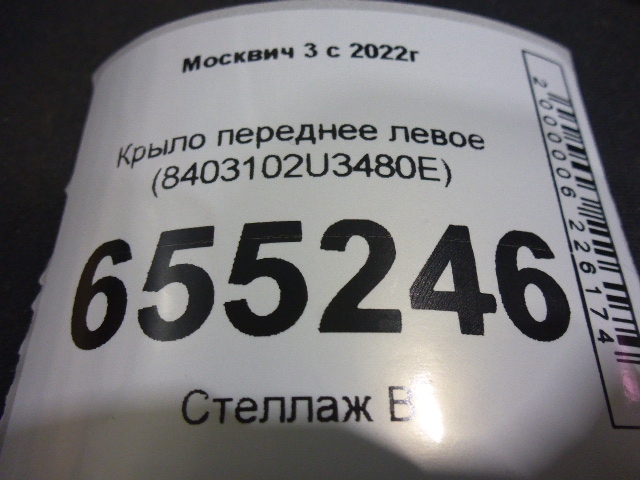 Москвич 3 с 2022г
Крыло переднее левое
(8403102U3480E)
655246
Стеллаж В
2000006226174